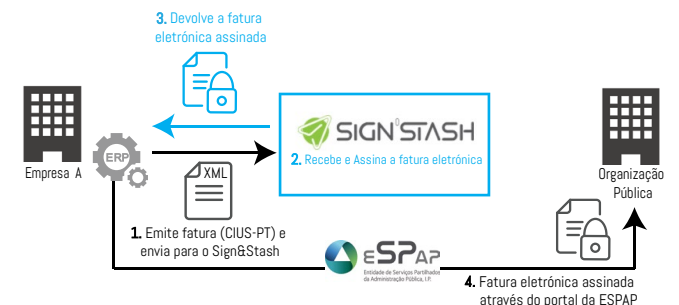 3. Devolve a fatura
eletrónica assinada
SIGN'STASH
2. Recebe e Assina a fatura eletrónica
ERP
Empresa A
XML
Organização
Pública
1. Emite fatura (CIUS-PT) e
envia para o Sign&Stash
eSPap
Entidade de Serviços Partilhados
da Administração Pública, I.P.
4. Fatura eletrónica assinada
através do portal da ESPAP